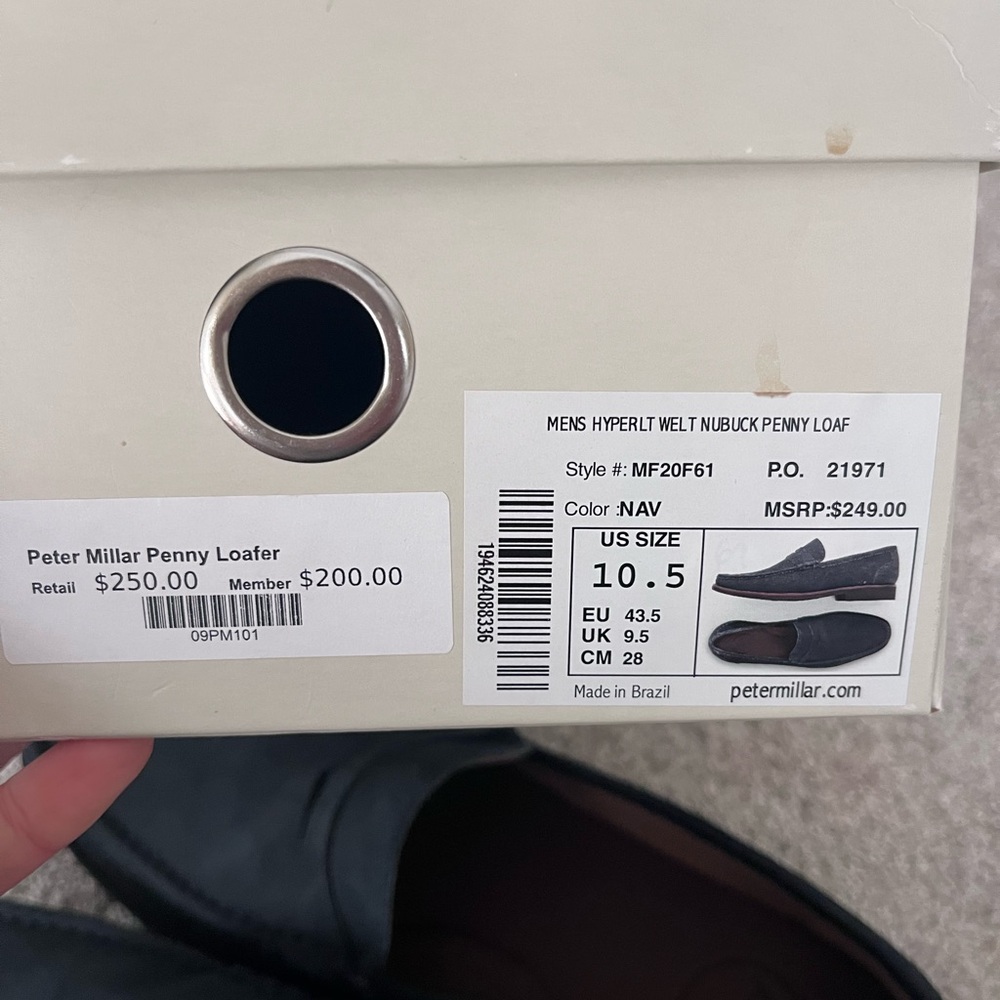 Peter Millar Penny Loafer
Retail $250.00 Member $200.00
09PM101
MENS HYPERLT WELT NUBUCK PENNY LOAF
Style #: MF20F61 P.O. 21971
Color :NAV MSRP:$249.00
194624088336
US SIZE
10.5
EU 43.5
UK 9.5
CM 28
Made in Brazil petermillar.com